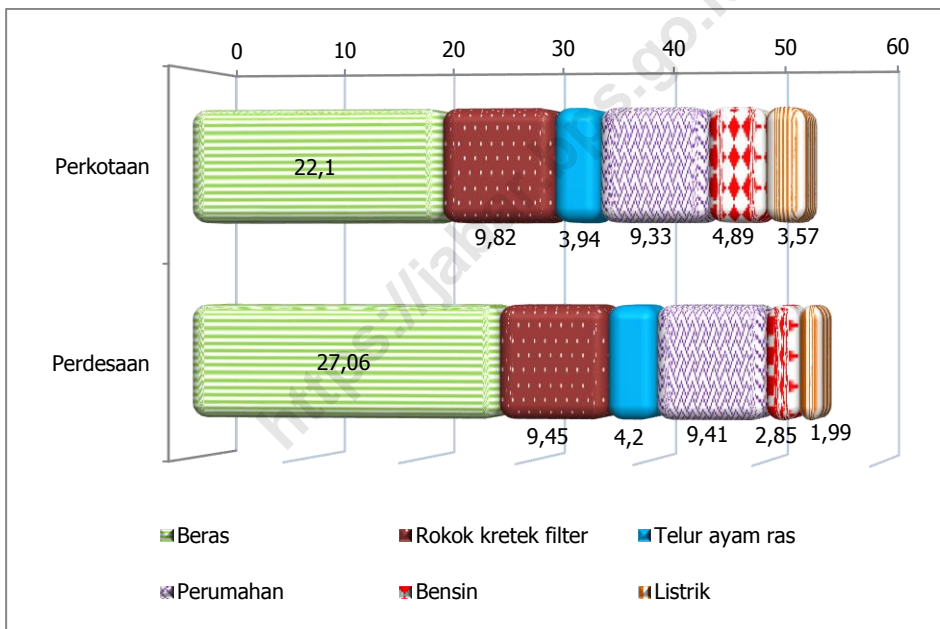 0 10 20 30 40 50 60
Perkotaan
22,1
9,82 3,94 9,33 4,89 3,57
Perdesaan
27,06
9,45 4,2 9,41 2,85 1,99
Beras Rokok kretek filter Telur ayam ras
Perumahan Bensin Listrik